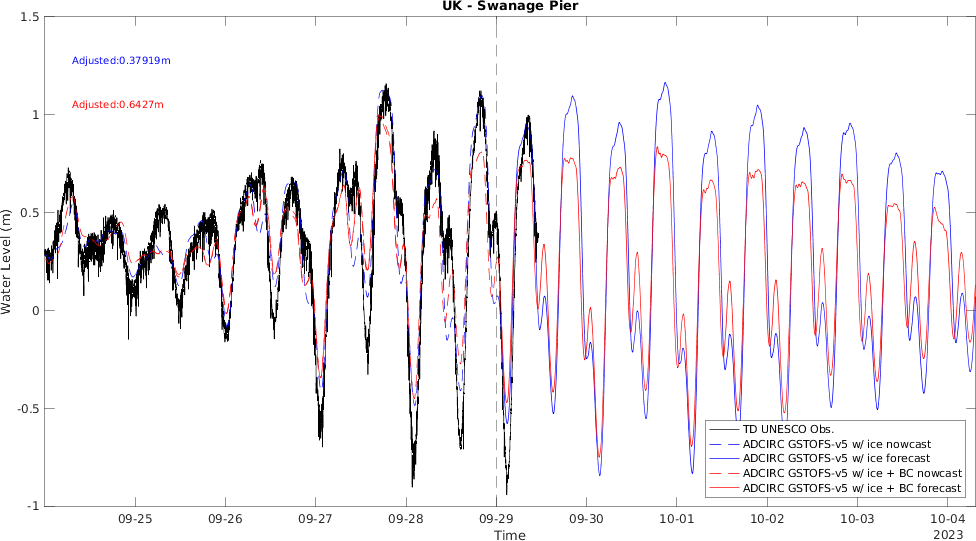 UK - Swanage Pier
Adjusted:0.37919m
Adjusted:0.6427m
Water Level (m)
1.5
1
0.5
0
-0.5
-1
TD UNESCO Obs.
ADCIRC GSTOFS-v5 w/ ice nowcast
ADCIRC GSTOFS-v5 w/ ice forecast
ADCIRC GSTOFS-v5 w/ ice + BC nowcast
ADCIRC GSTOFS-v5 w/ ice + BC forecast
09-25 09-26 09-27 09-28 09-29 09-30 10-01 10-02 10-03 10-04
Time
2023